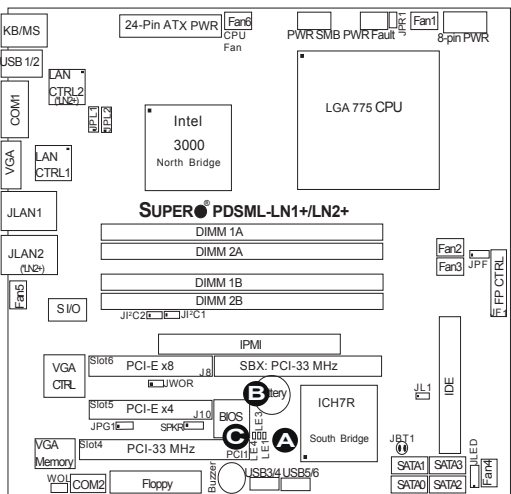 KB/MS
24-Pin ATX PWR
Fan6
CPU
Fan
PWR SMB
PWR Fault
JPR1
Fan1
8-pin PWR
USB 1/2
LAN
CTRL2
(*LN2+)
COM1
JPL1
JPL2
Intel
3000
North Bridge
LGA 775 CPU
VGA
LAN
CTRL1
JLAN1
SUPER® PDSML-LN1+/LN2+
DIMM 1A
DIMM 2A
JLAN2
(*LN2+)
Fan2
Fan3
JPF
FP CTRL
JF1
DIMM 1B
DIMM 2B
Fan5
S I/O
JI²C2
JI²C1
IPMI
VGA
CTRL
Slot6
PCI-E x8
J8
SBX: PCI-33 MHz
JWOR
B
ttery
ICH7R
South Bridge
JL1
IDE
Slot5
PCI-E x4
J10
BIOS
JPG1
SPKR
LE3
C
A
LE4
LE1
PCI1
VGA
Memory
Slot4
PCI-33 MHz
JBT1
JLED
SATA1
SATA3
Fan4
WOL
COM2
Floppy
Buzzer
USB3/4
USB5/6
SATA0
SATA2